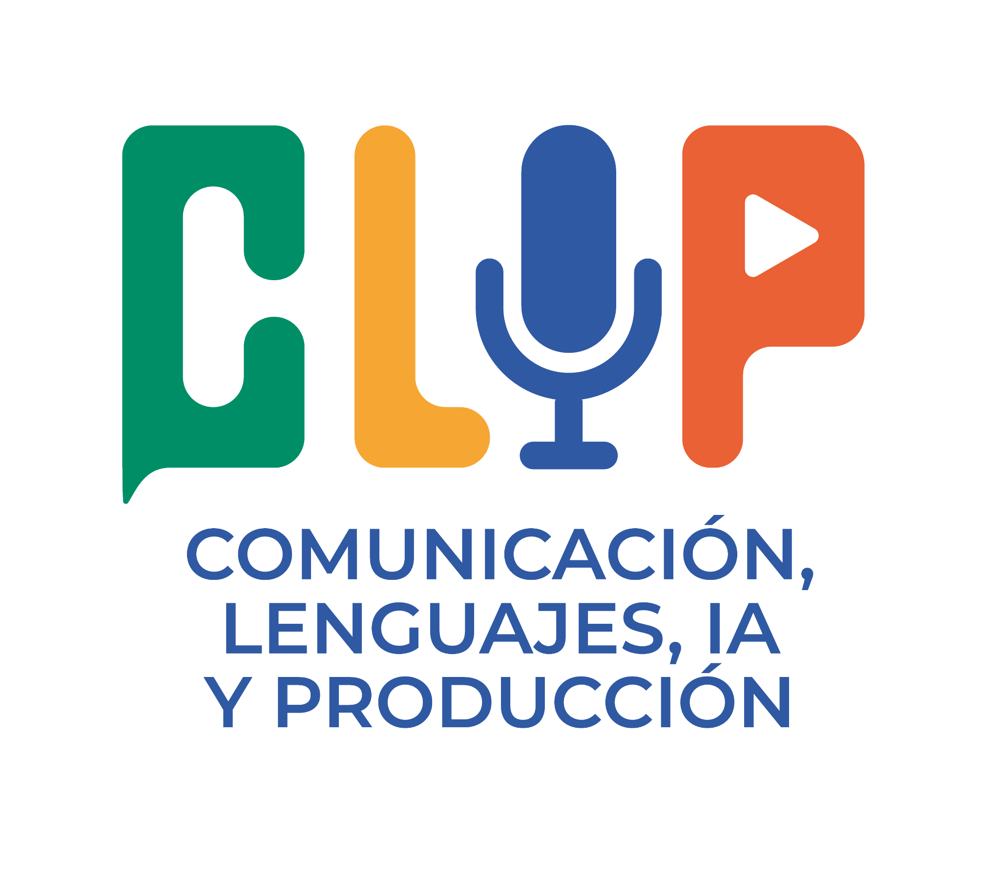 CLIP
COMUNICACIÓN,
LENGUAJES, IA
Y PRODUCCIÓN